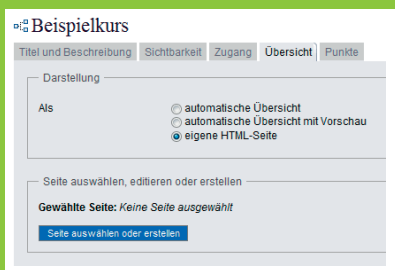 Beispielkurs
Titel und Beschreibung Sichtbarkeit Zugang Übersicht Punkte
Darstellung
Als automatische Übersicht
automatische Übersicht mit Vorschau
eigene HTML-Seite
Seite auswählen, editieren oder erstellen
Gewählte Seite: Keine Seite ausgewählt
Seite auswählen oder erstellen